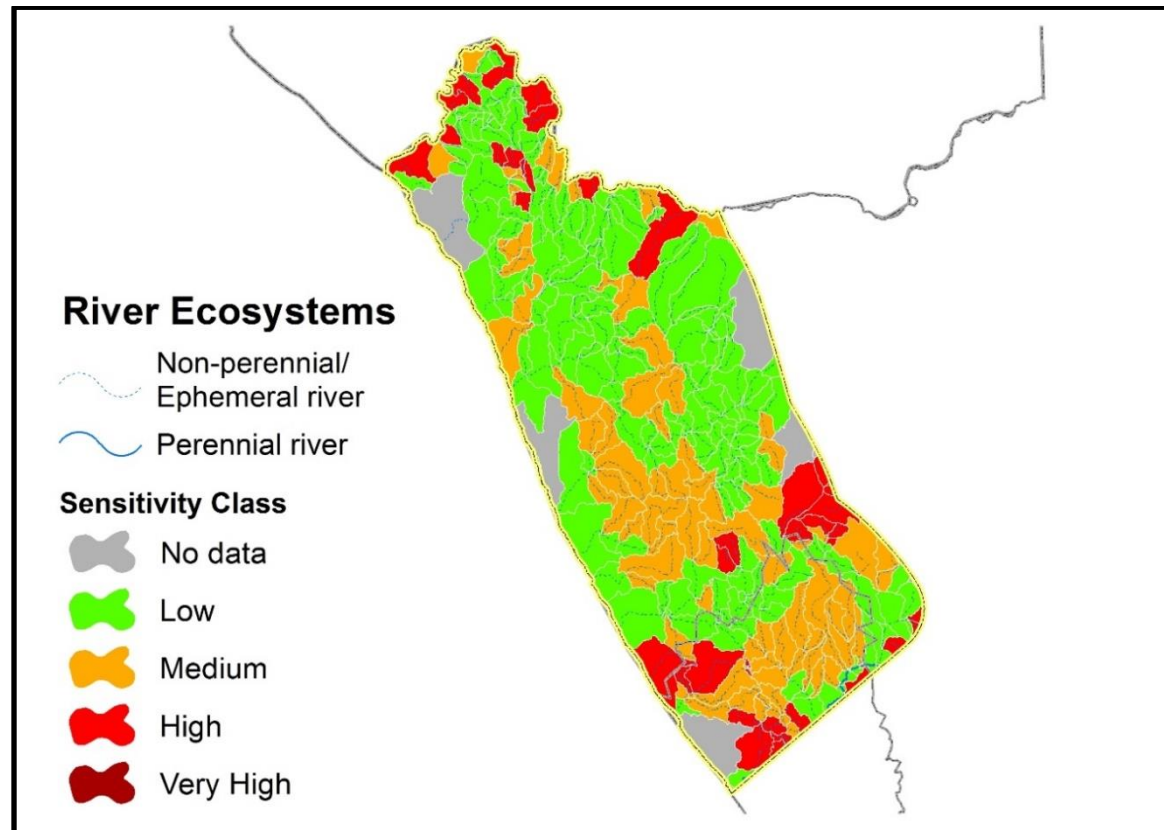 River Ecosystems
Non-perennial/
Ephemeral river
Perennial river
Sensitivity Class
No data
Low
Medium
High
Very High